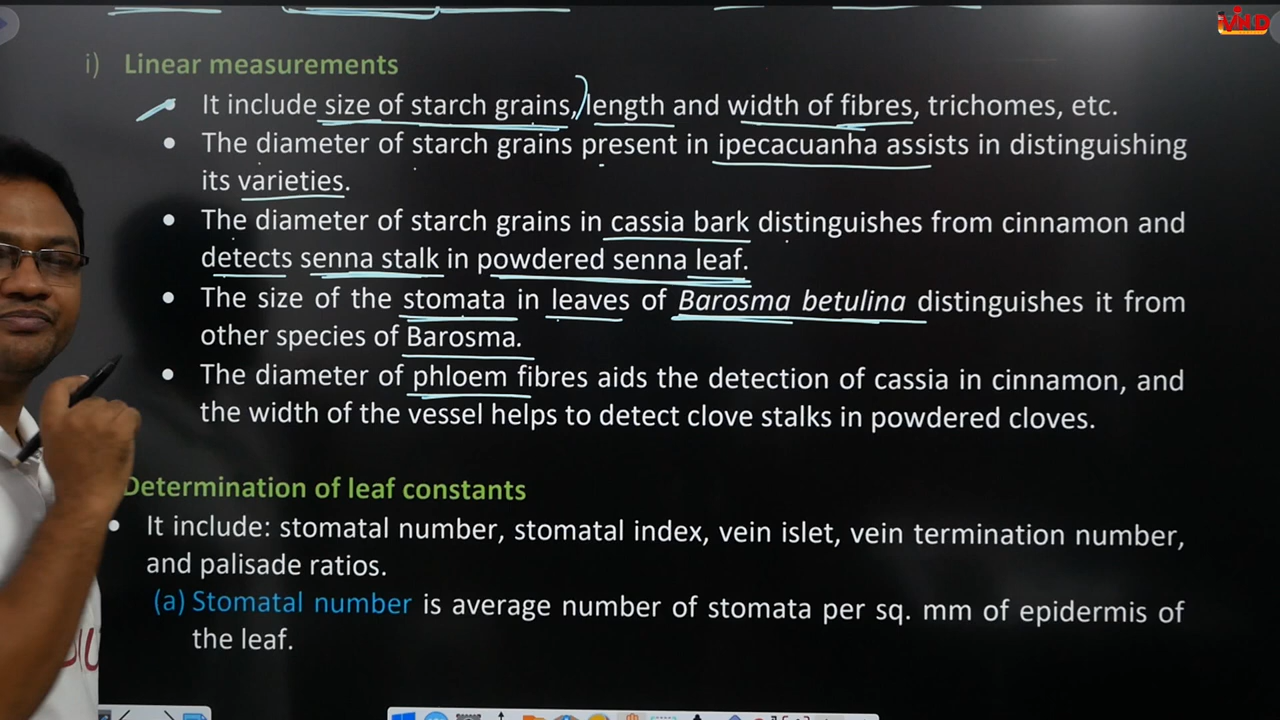 i) Linear measurements
• It include size of starch grains, length and width of fibres, trichomes, etc.
• The diameter of starch grains present in ipecacuanha assists in distinguishing
its varieties.
• The diameter of starch grains in cassia bark distinguishes from cinnamon and
detects senna stalk in powdered senna leaf.
• The size of the stomata in leaves of Barosma betulina distinguishes it from
other species of Barosma.
• The diameter of phloem fibres aids the detection of cassia in cinnamon, and
the width of the vessel helps to detect clove stalks in powdered cloves.
Determination of leaf constants
• It include: stomatal number, stomatal index, vein islet, vein termination number,
and palisade ratios.
(a) Stomatal number is average number of stomata per sq. mm of epidermis of
the leaf.